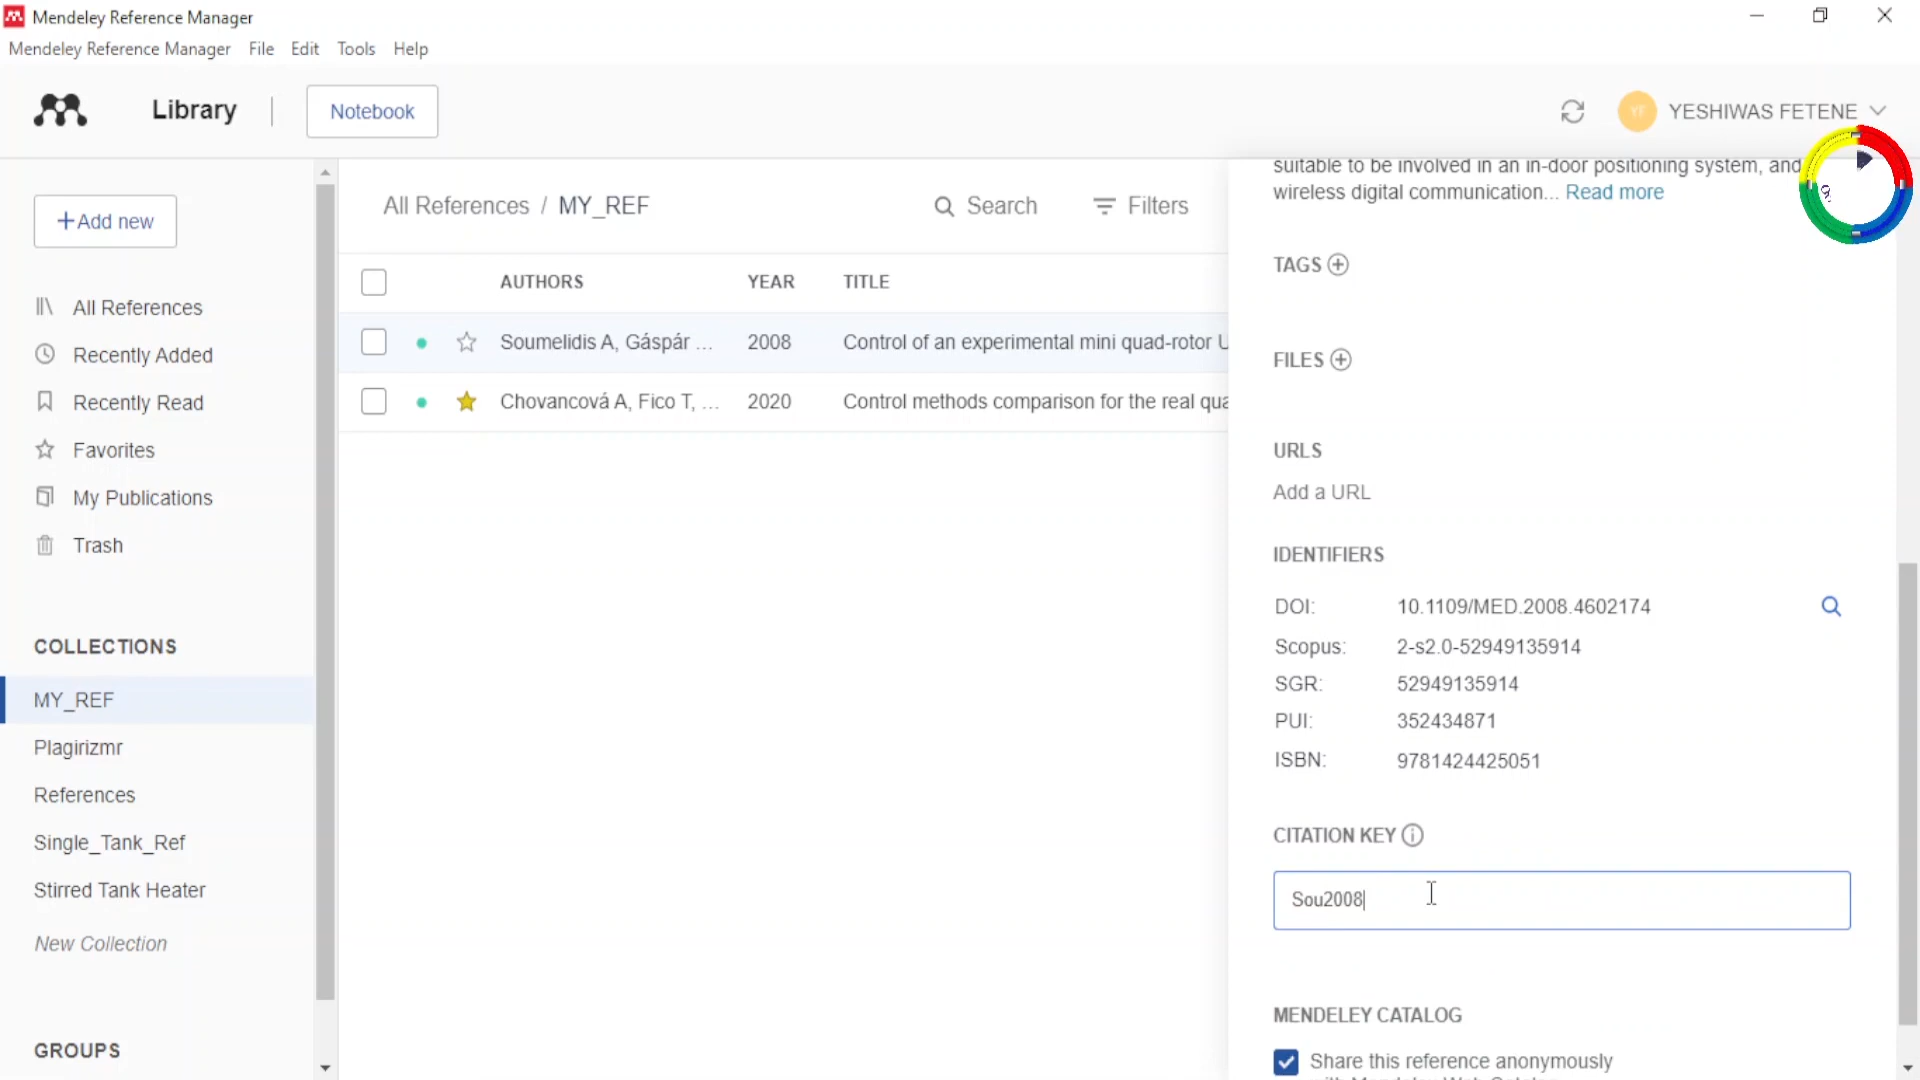 Mendeley Reference Manager
Mendeley Reference Manager File Edit Tools Help
Library | Notebook
YF YESHIWAS FETENE
+Add new
All References
Recently Added
Recently Read
Favorites
My Publications
Trash
COLLECTIONS
MY_REF
Plagirizmr
References
Single_Tank_Ref
Stirred Tank Heater
New Collection
GROUPS
All References / MY_REF Search Filters
AUTHORS YEAR TITLE
Soumelidis A, Gáspár ... 2008 Control of an experimental mini quad-rotor U
Chovancová A, Fico T, ... 2020 Control methods comparison for the real qua
suitable to be involved in an in-door positioning system, and
wireless digital communication... Read more
TAGS
FILES
URLS
Add a URL
IDENTIFIERS
DOI: 10.1109/MED.2008.4602174
Scopus: 2-s2.0-52949135914
SGR: 52949135914
PUI: 352434871
ISBN: 9781424425051
CITATION KEY
Sou2008
MENDELEY CATALOG
Share this reference anonymously